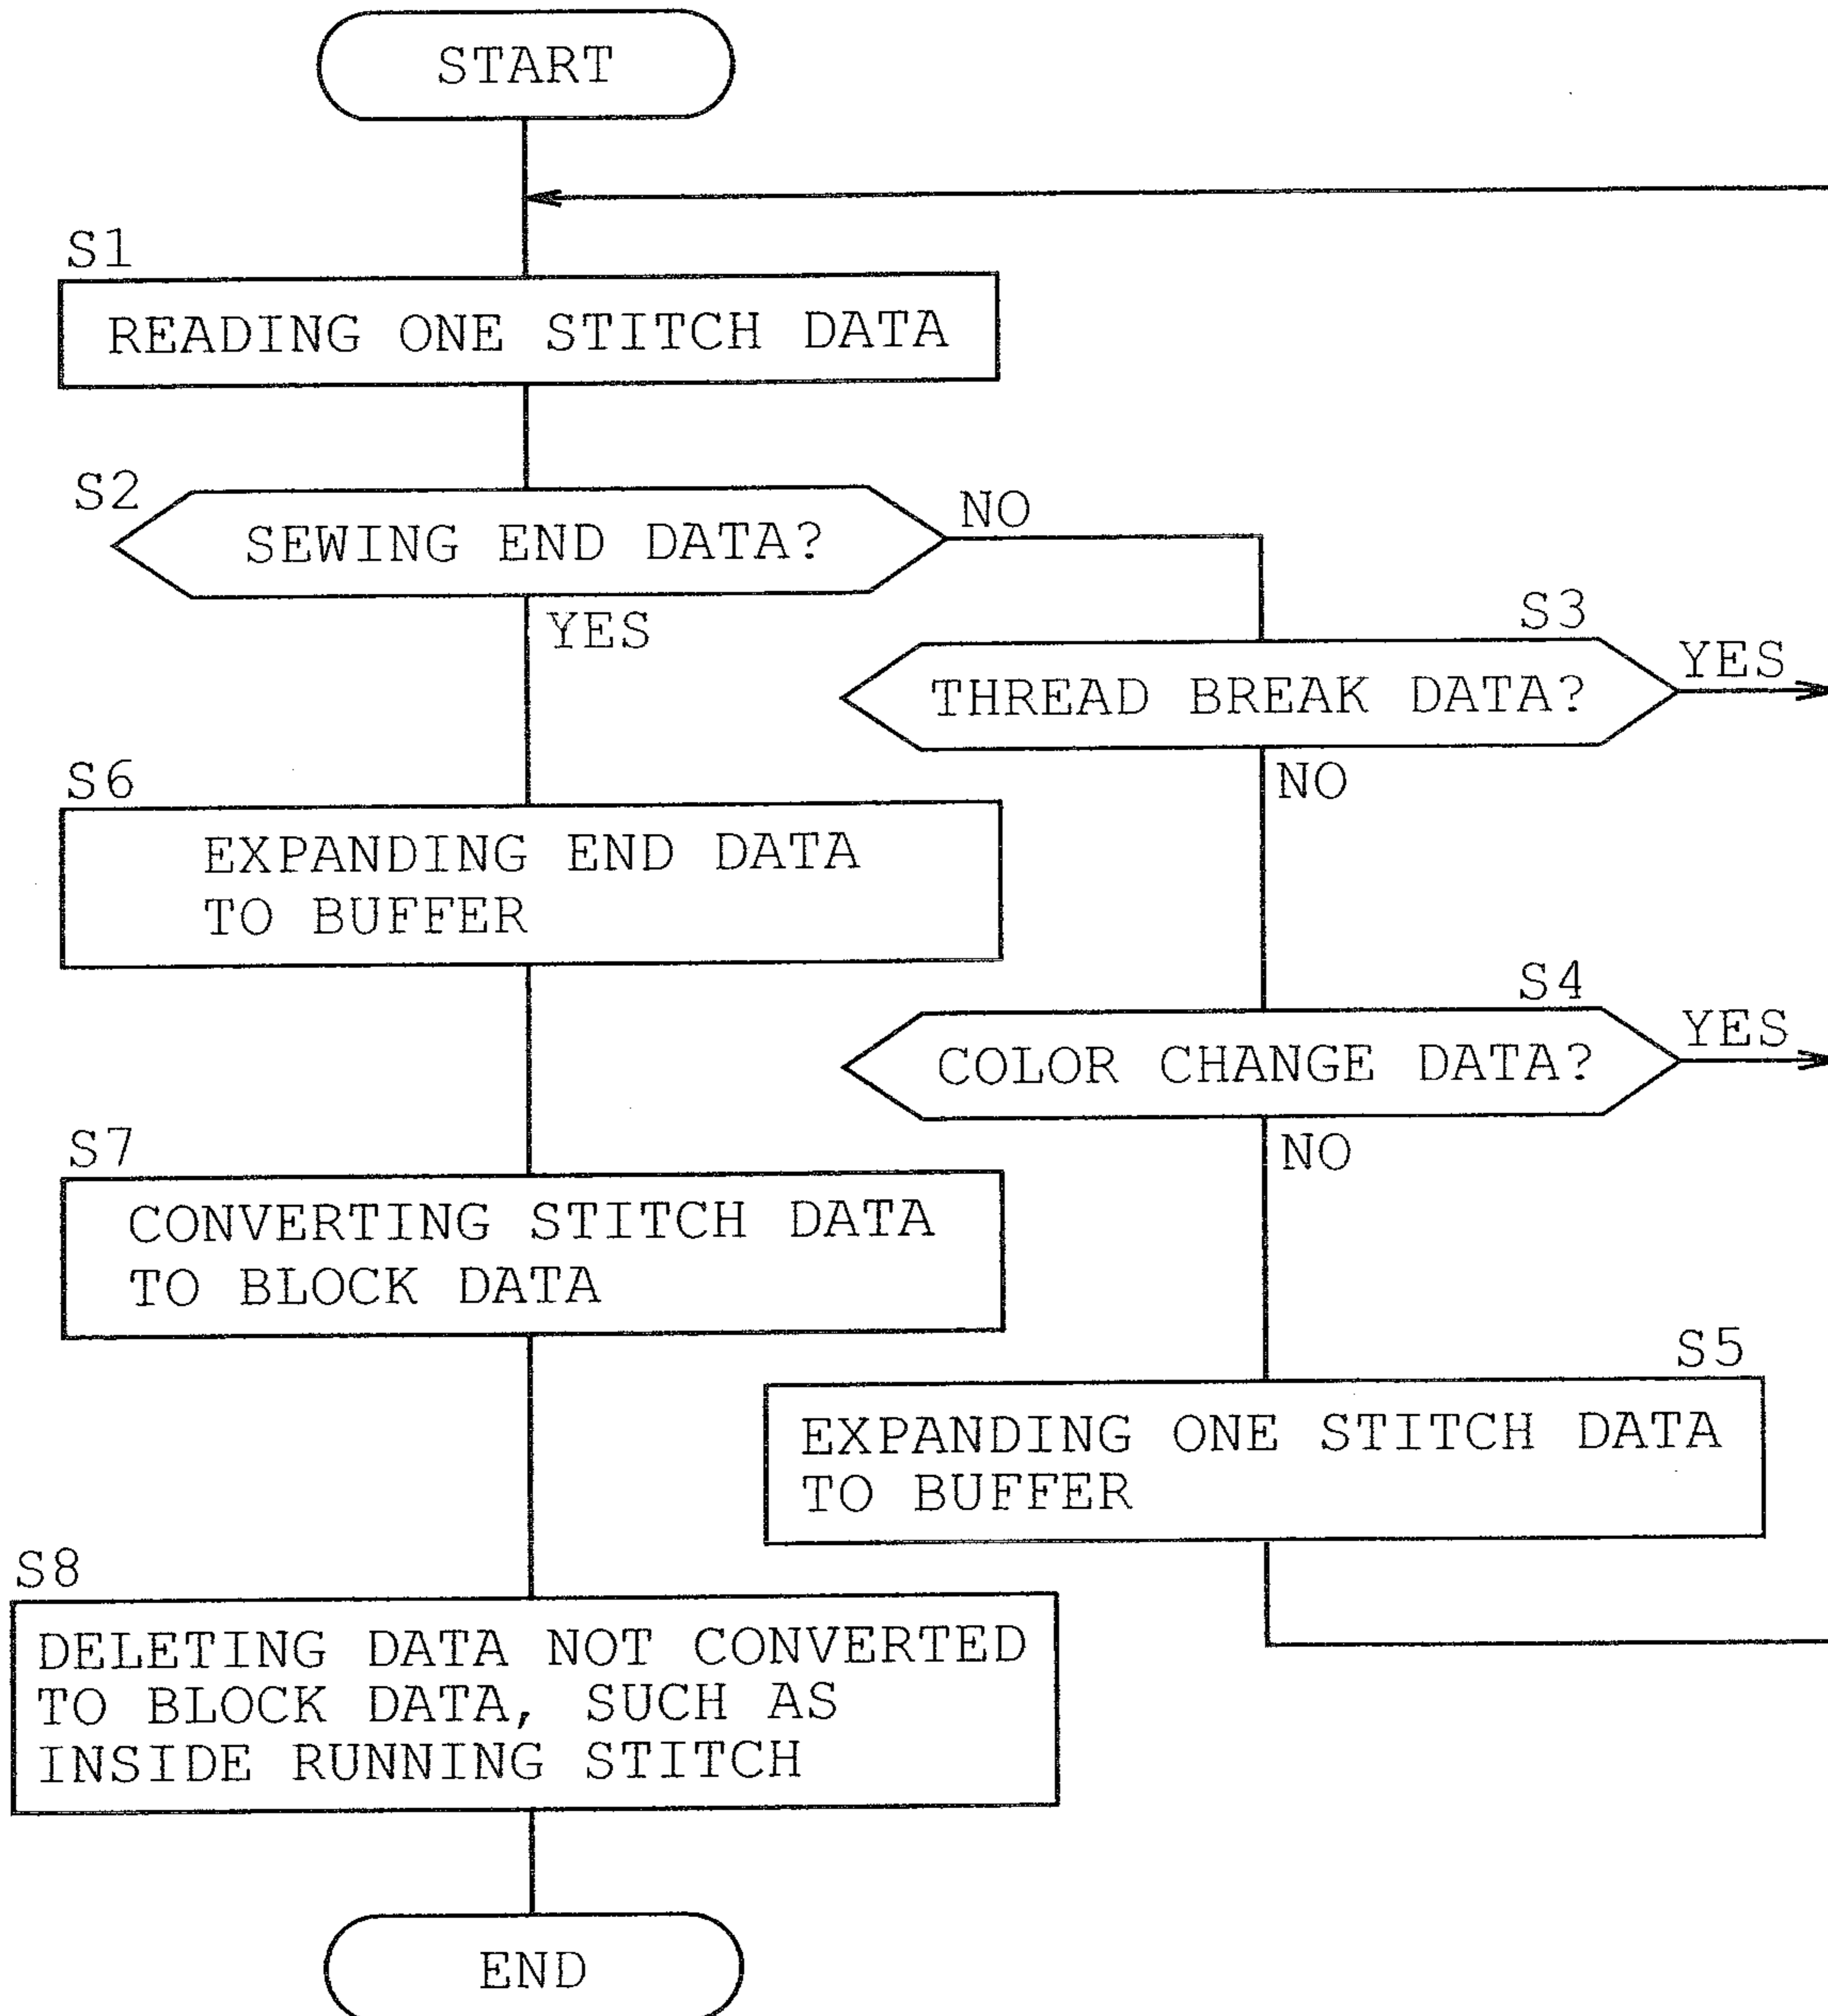 START
S1
READING ONE STITCH DATA
S2
SEWING END DATA?
NO
YES
S3
THREAD BREAK DATA?
YES
NO
S6
EXPANDING END DATA
TO BUFFER
S4
COLOR CHANGE DATA?
YES
NO
S7
CONVERTING STITCH DATA
TO BLOCK DATA
S5
EXPANDING ONE STITCH DATA
TO BUFFER
S8
DELETING DATA NOT CONVERTED
TO BLOCK DATA, SUCH AS
INSIDE RUNNING STITCH
END